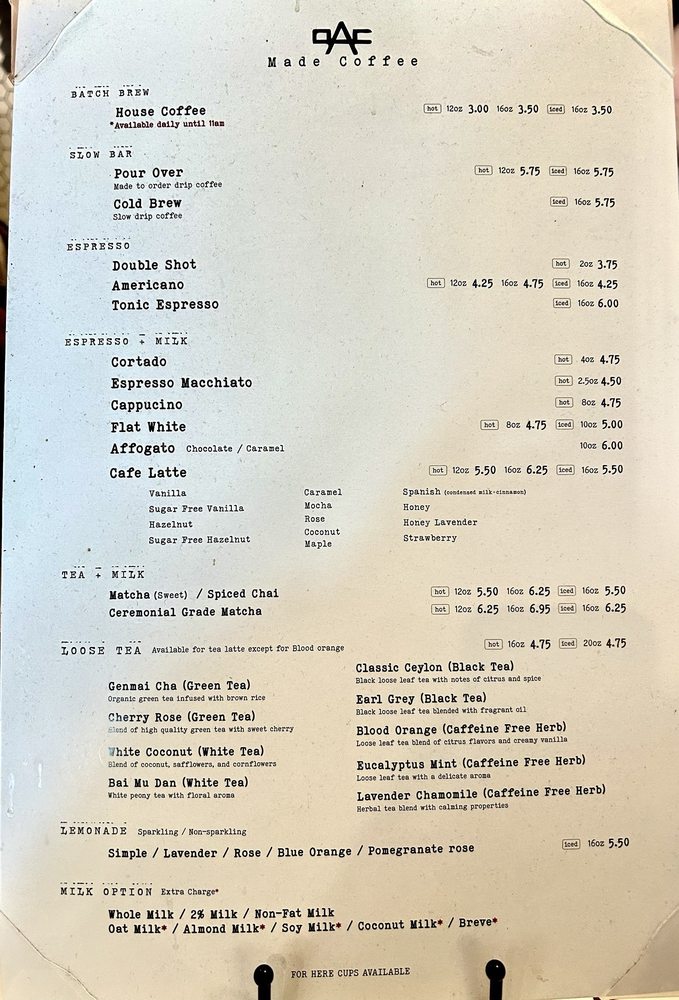 QAF
Made Coffee
BATCH BREW
House Coffee hot 12oz 3.00 16oz 3.50 iced 16oz 3.50
*Available daily until 11am
SLOW BAR
Pour Over hot 12oz 5.75 iced 16oz 5.75
Made to order drip coffee
Cold Brew iced 16oz 5.75
Slow drip coffee
ESPRESSO
Double Shot hot 2oz 3.75
Americano hot 12oz 4.25 16oz 4.75 iced 16oz 4.25
Tonic Espresso iced 16oz 6.00
ESPRESSO + MILK
Cortado hot 4oz 4.75
Espresso Macchiato hot 2.5oz 4.50
Cappucino hot 8oz 4.75
Flat White hot 8oz 4.75 iced 10oz 5.00
Affogato Chocolate / Caramel 10oz 6.00
Cafe Latte hot 12oz 5.50 16oz 6.25 iced 16oz 5.50
Vanilla
Sugar Free Vanilla
Hazelnut
Sugar Free Hazelnut
Caramel
Mocha
Rose
Coconut
Maple
Spanish (condensed milk+cinnamon)
Honey
Honey Lavender
Strawberry
TEA + MILK
Matcha (Sweet) / Spiced Chai hot 12oz 5.50 16oz 6.25 iced 16oz 5.50
Ceremonial Grade Matcha hot 12oz 6.25 16oz 6.95 iced 16oz 6.25
LOOSE TEA Available for tea latte except for Blood orange hot 16oz 4.75 iced 20oz 4.75
Genmai Cha (Green Tea)
Organic green tea infused with brown rice
Cherry Rose (Green Tea)
Blend of high quality green tea with sweet cherry
White Coconut (White Tea)
Blend of coconut, safflowers, and cornflowers
Bai Mu Dan (White Tea)
White peony tea with floral aroma
Classic Ceylon (Black Tea)
Black loose leaf tea with notes of citrus and spice
Earl Grey (Black Tea)
Black loose leaf tea blended with fragrant oil
Blood Orange (Caffeine Free Herb)
Loose leaf tea blend of citrus flavors and creamy vanilla
Eucalyptus Mint (Caffeine Free Herb)
Loose leaf tea with a delicate aroma
Lavender Chamomile (Caffeine Free Herb)
Herbal tea blend with calming properties
LEMONADE Sparkling / Non-sparkling
Simple / Lavender / Rose / Blue Orange / Pomegranate rose iced 16oz 5.50
MILK OPTION Extra Charge*
Whole Milk / 2% Milk / Non-Fat Milk
Oat Milk* / Almond Milk* / Soy Milk* / Coconut Milk* / Breve*
FOR HERE CUPS AVAILABLE